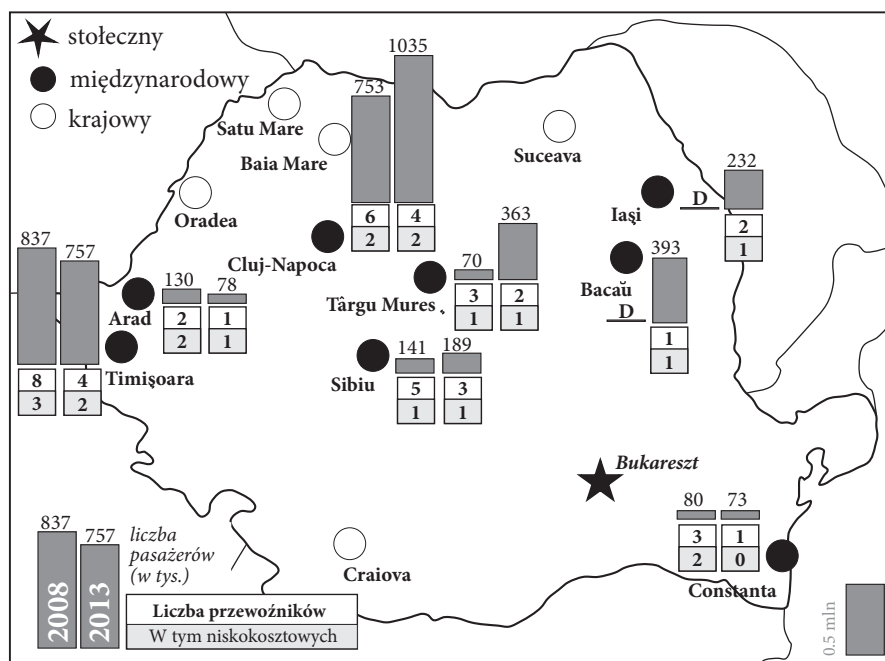 stołeczny
międzynarodowy
krajowy
1035
753
Satu Mare
Baia Mare
Suceava
232
D
Iaşi
Oradea
6
4
2
2
Cluj-Napoca
2
1
363
837
757
130
78
70
393
Arad
Târgu Mureş
Bacaŭ
D
2
1
2
1
3
2
1
1
1
1
Timişoara
8
4
3
2
141
189
Sibiu
5
3
1
1
Bukareszt
80
73
3
1
2
0
Constanta
Craiova
837
757
liczba
pasażerów
(w tys.)
2008
2013
Liczba przewoźników
W tym niskokosztowych
0.5 mln